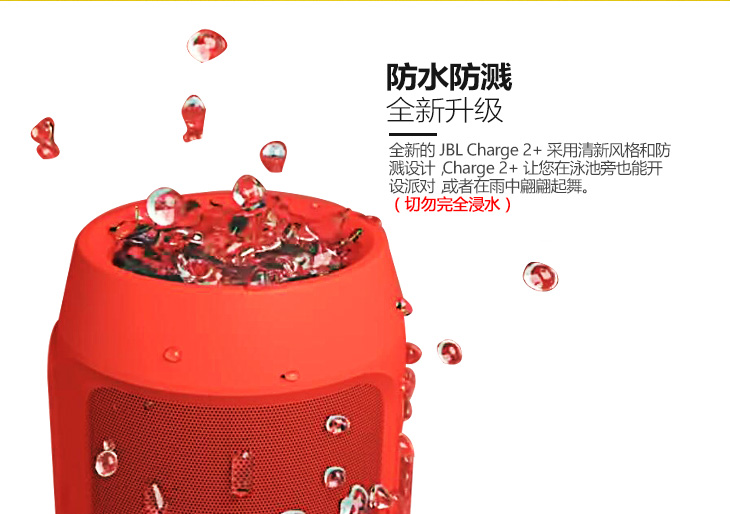 防水防溅
全新升级
全新的 JBL Charge 2+ 采用清新风格和防
溅设计 ,Charge 2+ 让您在泳池旁也能开
设派对 ,或者在雨中翩翩起舞。
（切勿完全浸水）